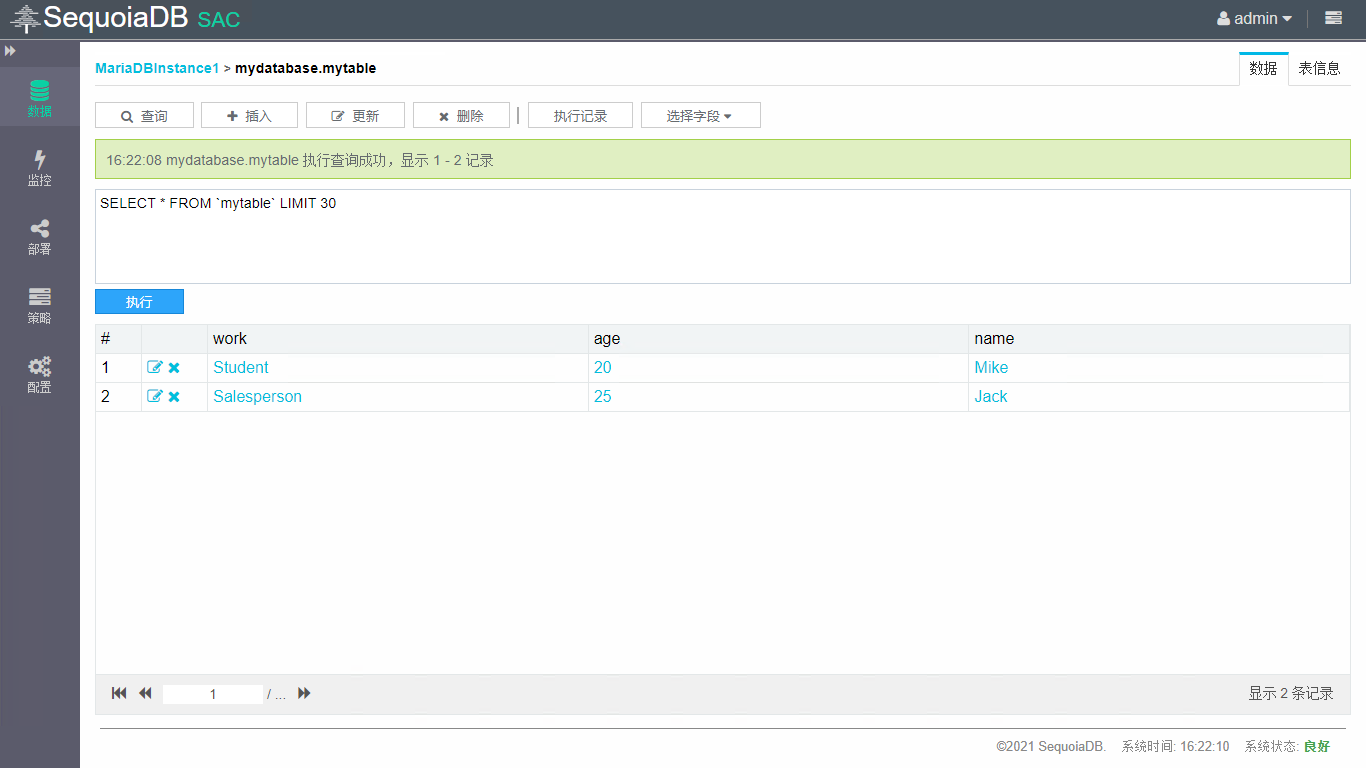 SequoiaDB SAC
admin
MariaDBInstance1 > mydatabase.mytable
数据 表信息
数据
监控
部署
策略
配置
查询 插入 更新 删除 执行记录 选择字段
16:22:08 mydatabase.mytable 执行查询成功，显示 1 - 2 记录
SELECT * FROM `mytable` LIMIT 30
执行
# work age name
1 Student 20 Mike
2 Salesperson 25 Jack
1 / ...
显示 2 条记录
©2021 SequoiaDB. 系统时间: 16:22:10 系统状态: 良好